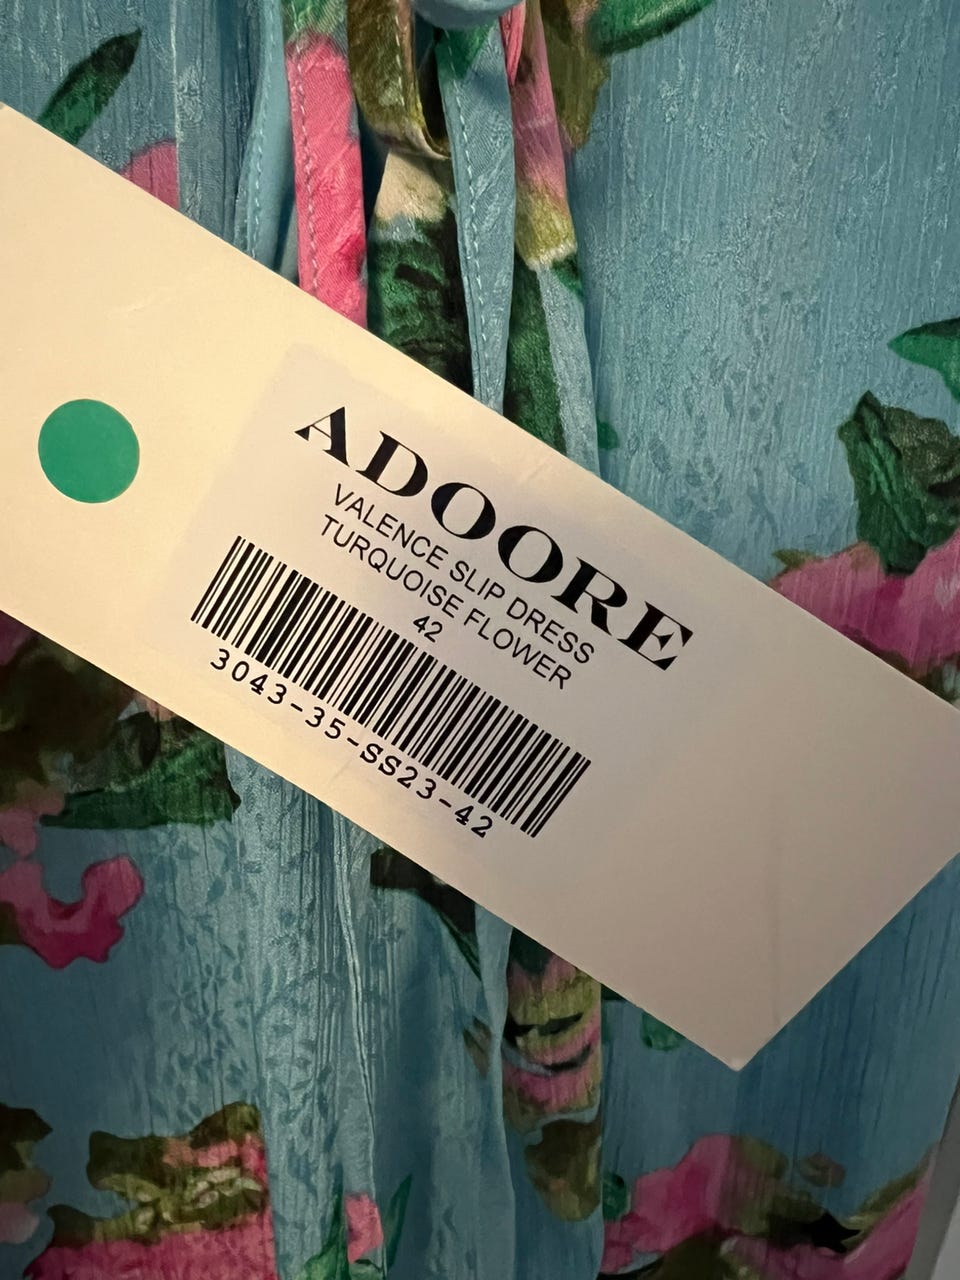 ADOORE
VALENCE SLIP DRESS
TURQUOISE FLOWER
42
3043-35-SS23-42